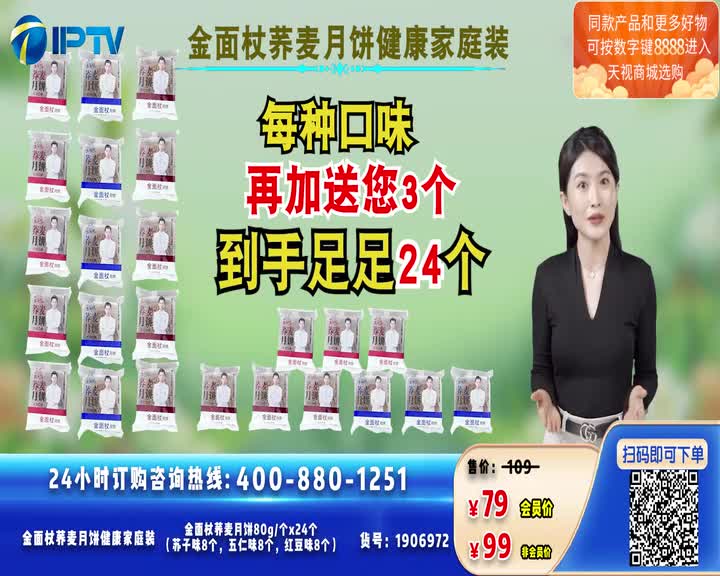 IPTV
金面杖荞麦月饼健康家庭装
同款产品和更多好物
可按数字键8888进入
天视商城选购
每种口味
再加送您3个
到手足足24个
24小时订购咨询热线:400-880-1251
金面杖荞麦月饼健康家庭装
金面杖荞麦月饼80g/个x24个
(苏子味8个,五仁味8个,红豆味8个)
货号:1906972
售价: 109
¥79 会员价
¥99 非会员价
扫码即可下单